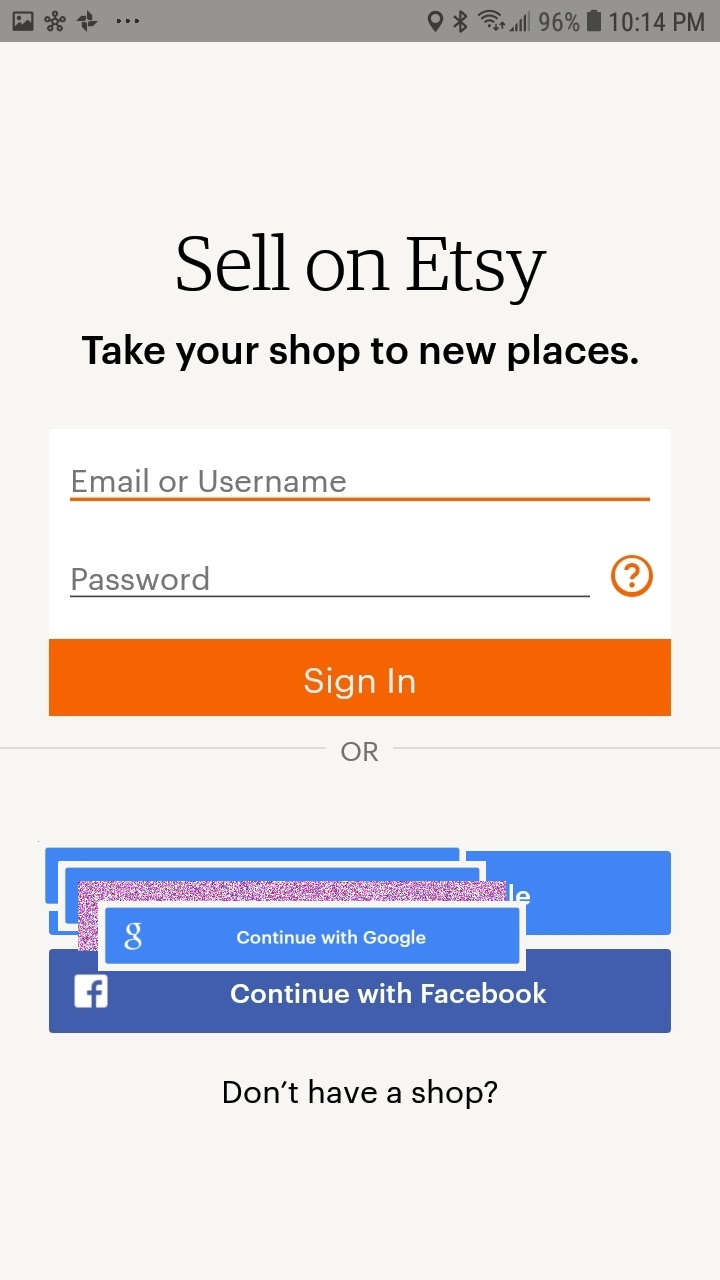 96% 10:14 PM
Sell on Etsy
Take your shop to new places.
Email or Username
Password
?
Sign In
OR
le
g Continue with Google
f Continue with Facebook
Don't have a shop?